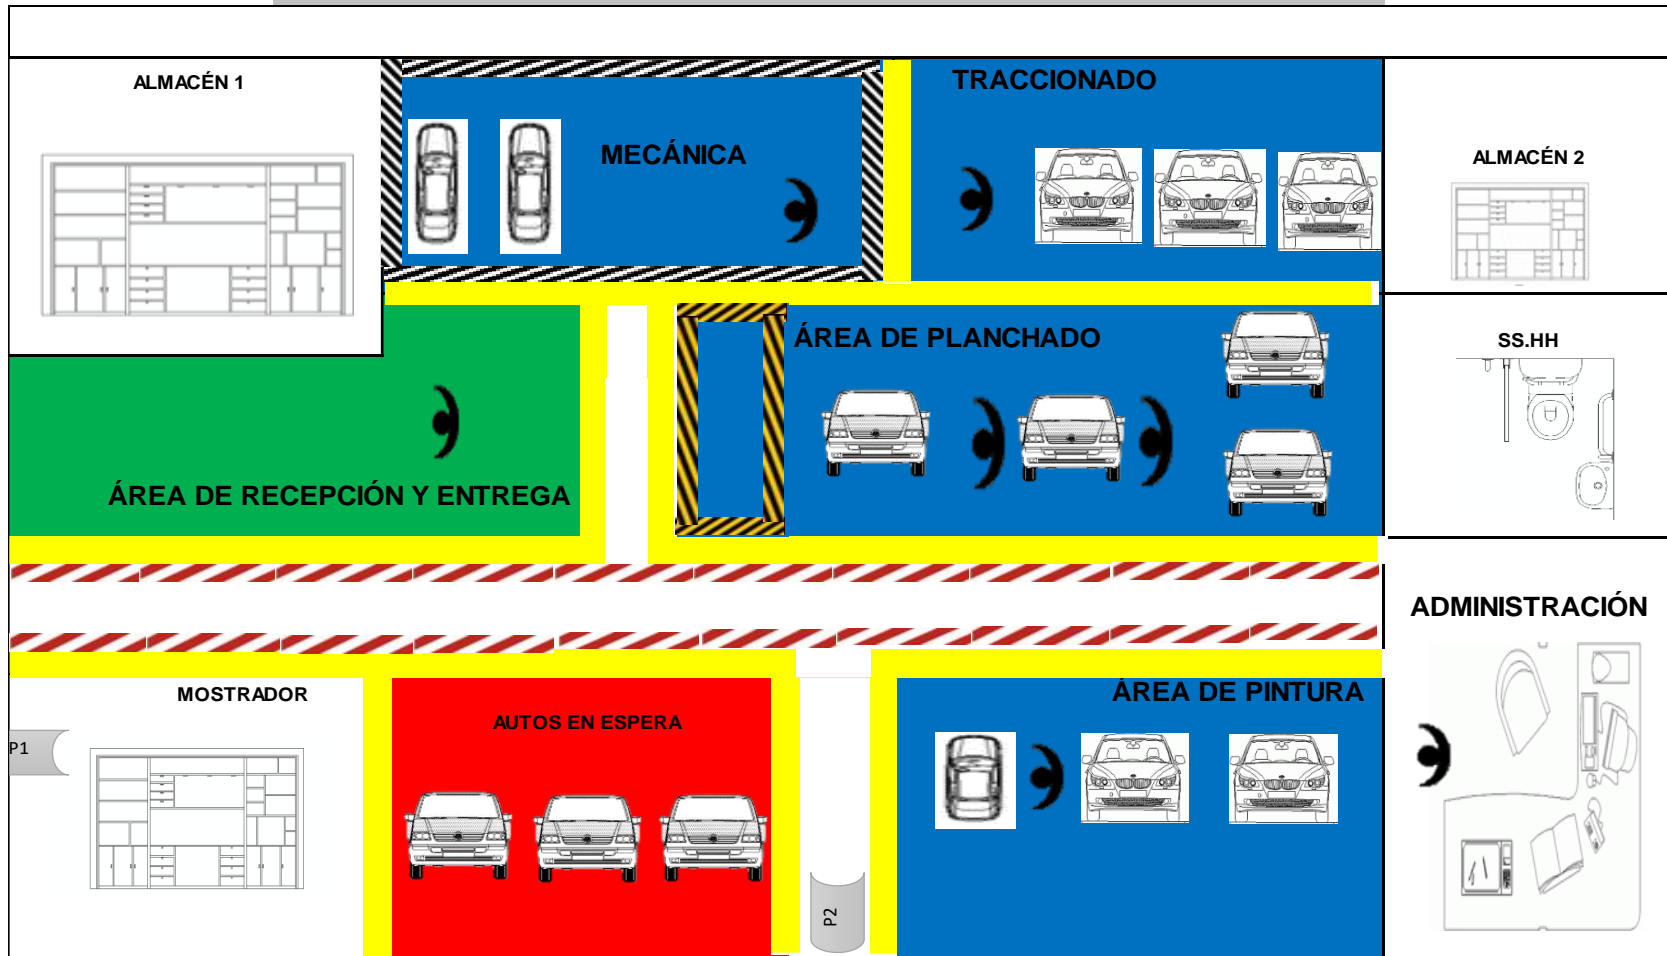 ALMACÉN 1
TRACCIONADO
MECÁNICA
ALMACÉN 2
ÁREA DE PLANCHADO
SS.HH
ÁREA DE RECEPCIÓN Y ENTREGA
ADMINISTRACIÓN
MOSTRADOR
ÁREA DE PINTURA
AUTOS EN ESPERA
P1
P2